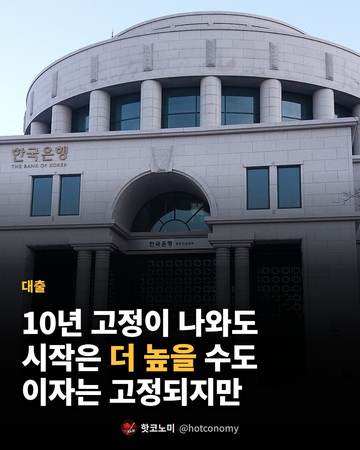 한국은행
THE BANK OF KOREA
한국은행
대출
10년 고정이 나와도
시작은 더 높을 수도
이자는 고정되지만
핫코노미 @hotconomy